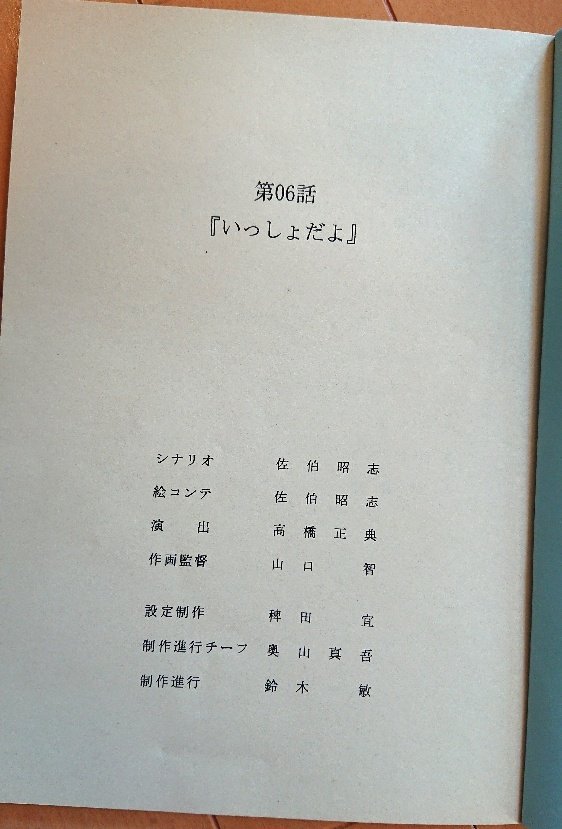 第06話
『いっしょだよ』
シナリオ 佐伯昭志
絵コンテ 佐伯昭志
演出 高橋正典
作画監督 山口智
設定制作 稗田宜
制作進行チーフ 奥山真吾
制作進行 鈴木敏